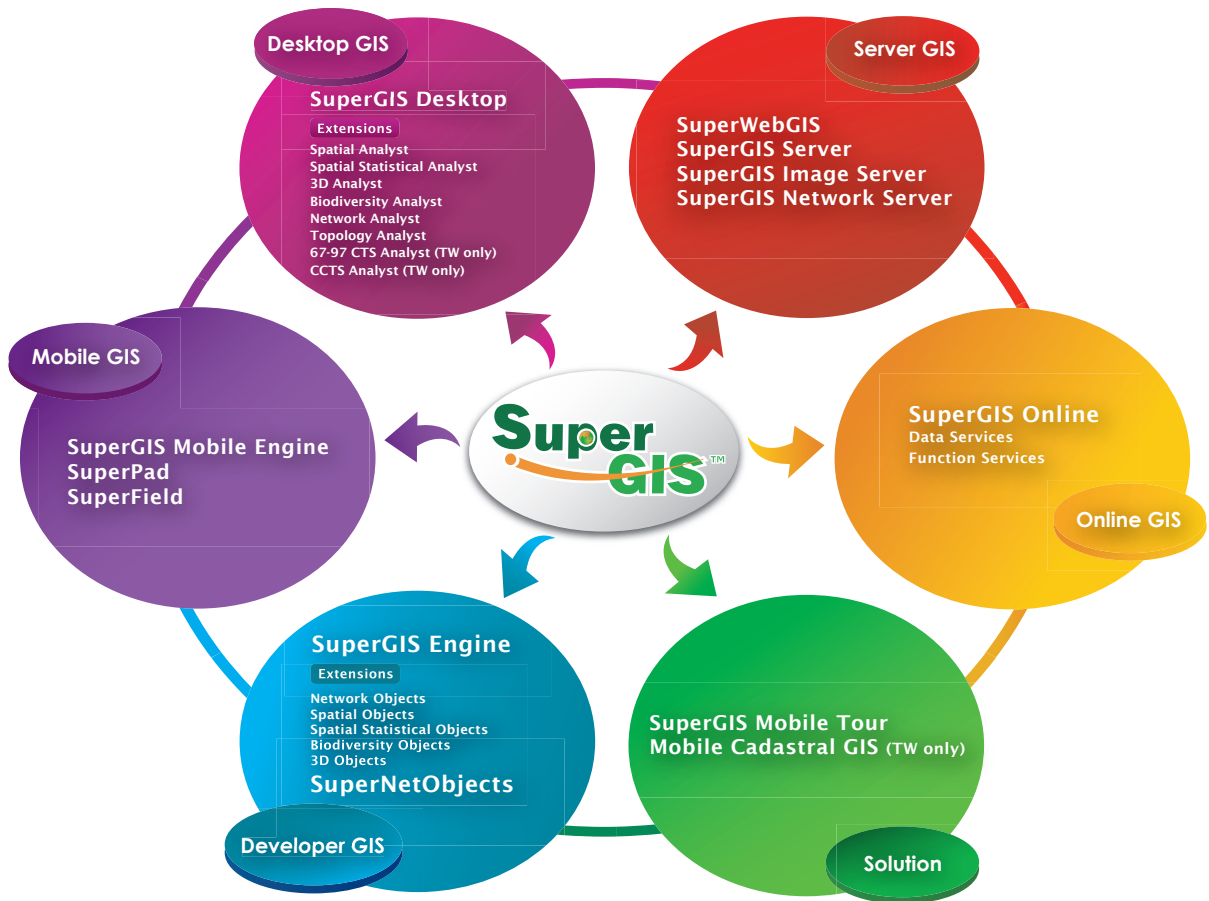 Desktop GIS
SuperGIS Desktop
Extensions
Spatial Analyst
Spatial Statistical Analyst
3D Analyst
Biodiversity Analyst
Network Analyst
Topology Analyst
67-97 CTS Analyst (TW only)
CCTS Analyst (TW only)
Server GIS
SuperWebGIS
SuperGIS Server
SuperGIS Image Server
SuperGIS Network Server
Mobile GIS
SuperGIS Mobile Engine
SuperPad
SuperField
Super
GIS™
SuperGIS Online
Data Services
Function Services
Online GIS
SuperGIS Engine
Extensions
Network Objects
Spatial Objects
Spatial Statistical Objects
Biodiversity Objects
3D Objects
SuperNetObjects
Developer GIS
SuperGIS Mobile Tour
Mobile Cadastral GIS (TW only)
Solution